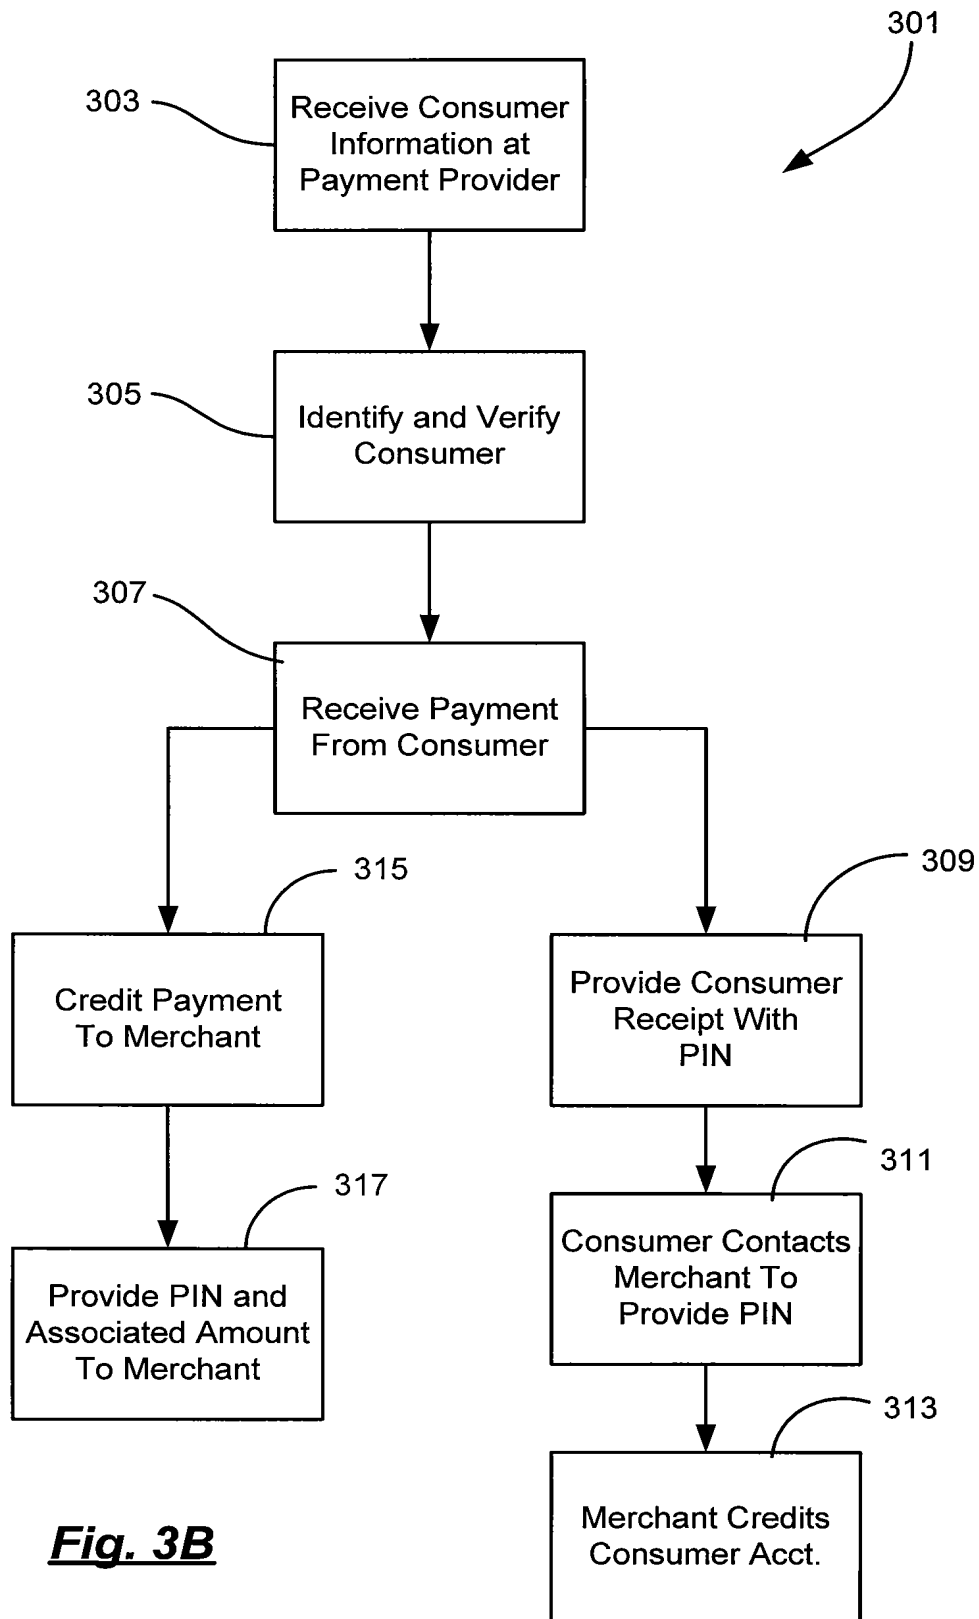 301
303
Receive Consumer
Information at
Payment Provider
305
Identify and Verify
Consumer
307
Receive Payment
From Consumer
315
309
Credit Payment
To Merchant
Provide Consumer
Receipt With
PIN
311
317
Consumer Contacts
Merchant To
Provide PIN
Provide PIN and
Associated Amount
To Merchant
313
Merchant Credits
Consumer Acct.
Fig. 3B